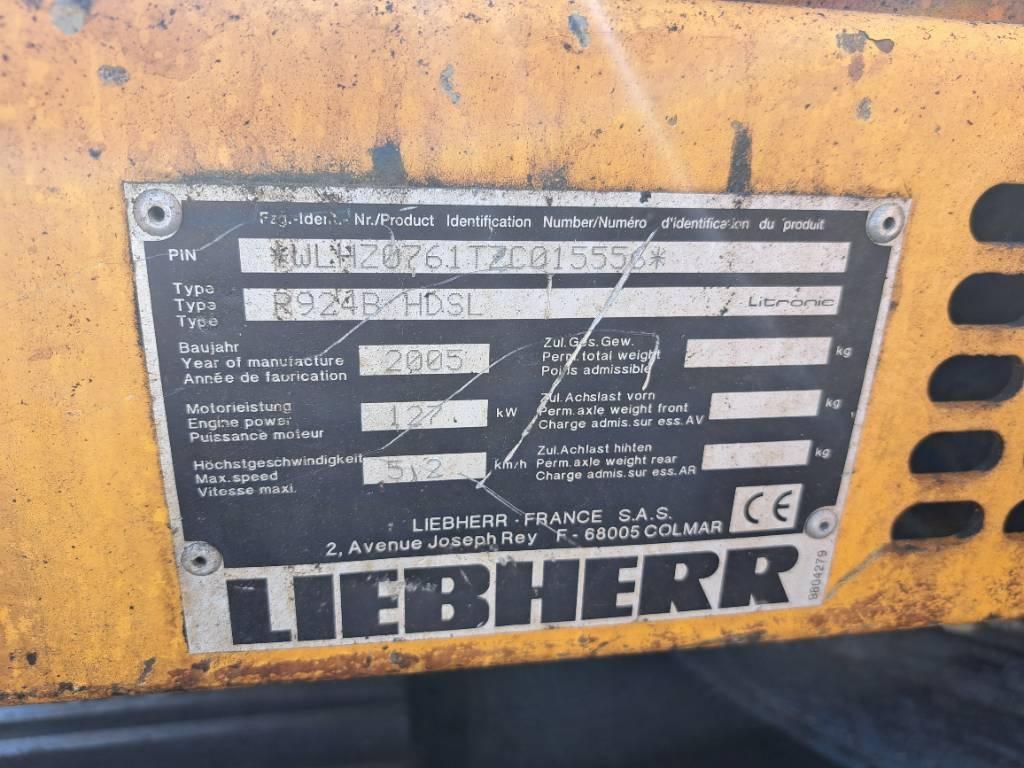 Fzg.-Ident.- Nr./Product Identification Number/Numéro d'identification du produit
PIN *WLHZ0761TZC015556*
Type
Type R924B HDSL Litronic
Type
Baujahr
Year of manufacture 2005
Année de fabrication
Zul. Ges. Gew.
Perm. total weight kg
Poids admissible
Motorleistung
Engine power 127 kW
Puissance moteur
Zul. Achslast vorn
Perm. axle weight front kg
Charge admis. sur ess. AV
Höchstgeschwindigkeit
Max. speed 5,2 km/h
Vitesse maxi.
Zul. Achlast hinten
Perm. axle weight rear kg
Charge admis. sur ess. AR
LIEBHERR - FRANCE S.A.S.
2, Avenue Joseph Rey F - 68005 COLMAR
CE
LIEBHERR
8804279